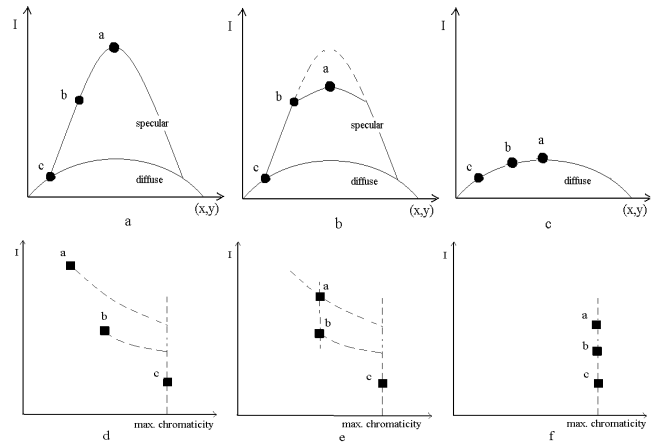 I
a
b
c
specular
diffuse
(x,y)
a
I
a
b
c
specular
diffuse
(x,y)
b
I
a
b
c
diffuse
(x,y)
c
I
a
b
c
max. chromaticity
d
I
a
b
c
max. chromaticity
e
I
a
b
c
max. chromaticity
f